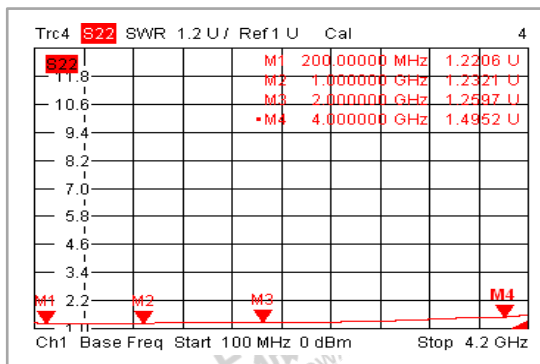 Trc4 S22 SWR 1.2 U / Ref 1 U Cal 4
S22
M1 200.00000 MHz 1.2206 U
11.8
M2 1.000000 GHz 1.2321 U
M3 2.000000 GHz 1.2597 U
10.6
•M4 4.000000 GHz 1.4952 U
9.4
8.2
7.0
5.8
4.6
3.4
2.2
M1 M2 M3 M4
1.0
Ch1 Base Freq Start 100 MHz 0 dBm Stop 4.2 GHz